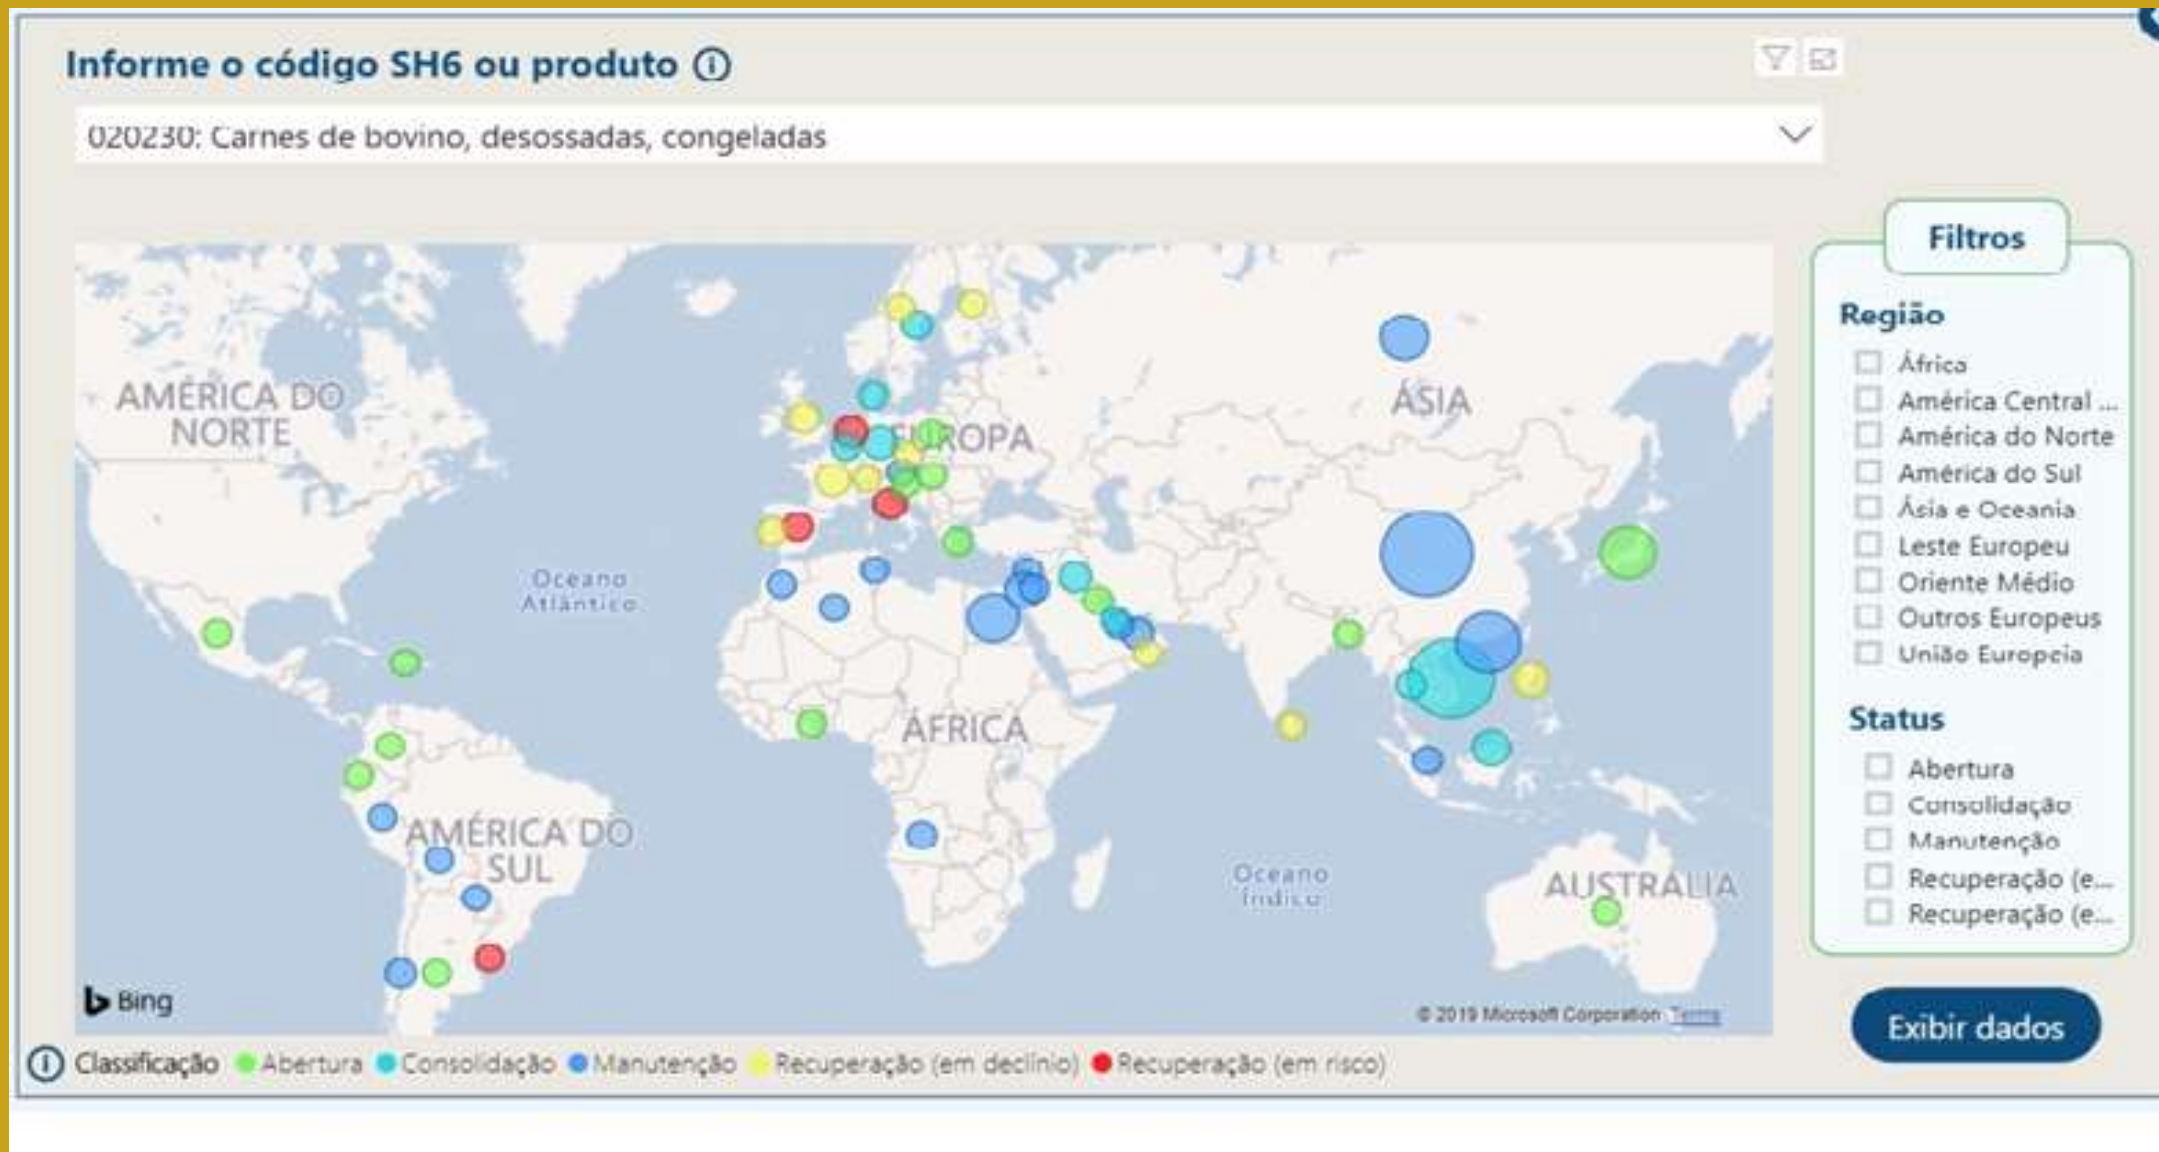 Informe o código SH6 ou produto
020230: Carnes de bovino, desossadas, congeladas
AMÉRICA DO
NORTE
ÁSIA
EUROPA
Oceano
Atlântico
ÁFRICA
AMÉRICA DO
SUL
Oceano
Índico
AUSTRÁLIA
Bing
© 2019 Microsoft Corporation Terms
Filtros
Região
África
América Central ...
América do Norte
América do Sul
Ásia e Oceania
Leste Europeu
Oriente Médio
Outros Europeus
União Europeia
Status
Abertura
Consolidação
Manutenção
Recuperação (e...
Recuperação (e...
Exibir dados
Classificação Abertura Consolidação Manutenção Recuperação (em declínio) Recuperação (em risco)